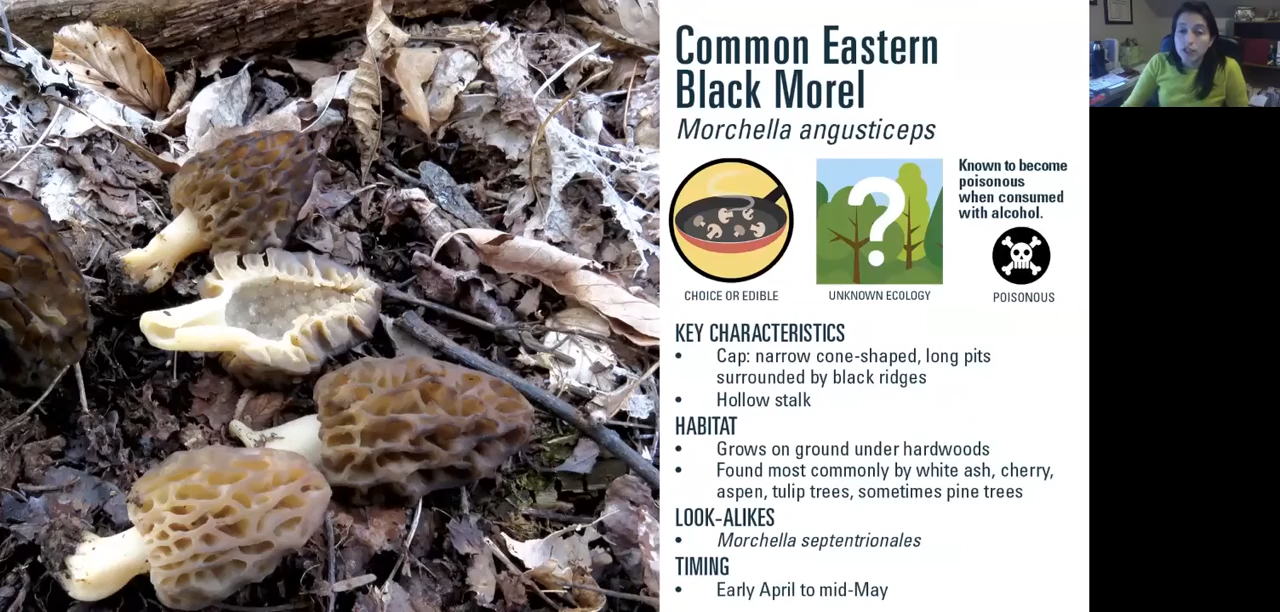 Common Eastern
Black Morel
Morchella angusticeps
Known to become
poisonous
when consumed
with alcohol.
CHOICE OR EDIBLE
UNKNOWN ECOLOGY
POISONOUS
KEY CHARACTERISTICS
• Cap: narrow cone-shaped, long pits
surrounded by black ridges
• Hollow stalk
HABITAT
• Grows on ground under hardwoods
• Found most commonly by white ash, cherry,
aspen, tulip trees, sometimes pine trees
LOOK-ALIKES
• Morchella septentrionales
TIMING
• Early April to mid-May